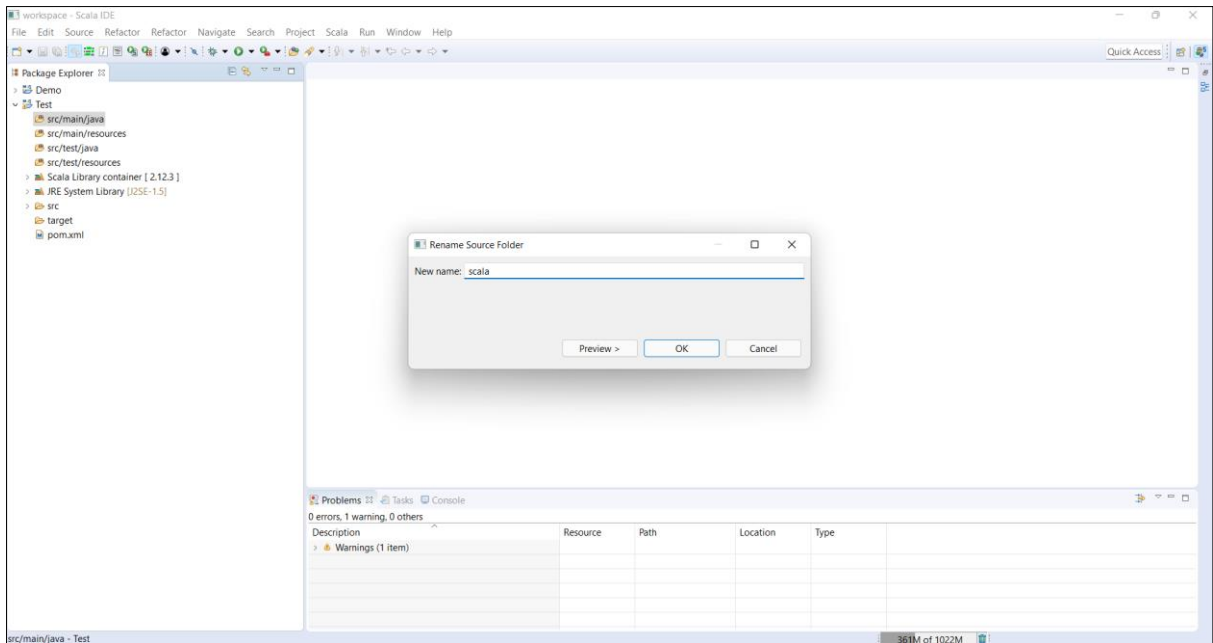 workspace - Scala IDE
File Edit Source Refactor Refactor Navigate Search Project Scala Run Window Help
Quick Access
Package Explorer
Demo
Test
src/main/java
src/main/resources
src/test/java
src/test/resources
Scala Library container [ 2.12.3 ]
JRE System Library [J2SE-1.5]
src
target
pom.xml
Rename Source Folder
New name: scala
Preview > OK Cancel
Problems Tasks Console
0 errors, 1 warning, 0 others
Description Resource Path Location Type
Warnings (1 item)
src/main/java - Test
361M of 1022M